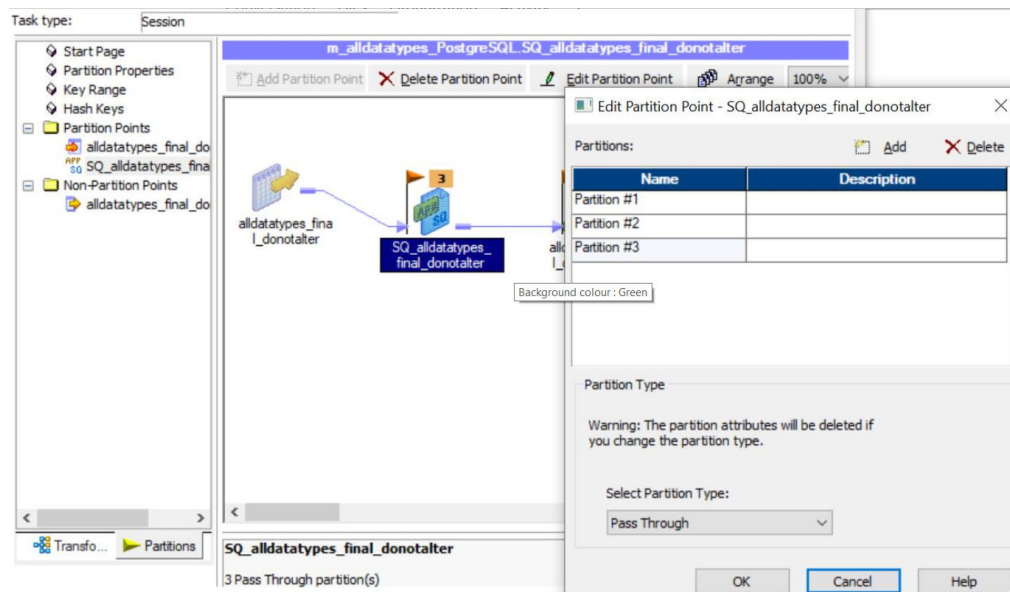 Task type:
Session
Start Page
Partition Properties
Key Range
Hash Keys
Partition Points
alldatatypes_final_do
SQ_alldatatypes_fina
Non-Partition Points
alldatatypes_final_do
Transfo...
Partitions
m_alldatatypes_PostgreSQL.SQ_alldatatypes_final_donotalter
Add Partition Point
Delete Partition Point
Edit Partition Point
Arrange
100%
alldatatypes_fina
l_donotalter
3
APP
SQ
SQ_alldatatypes_
final_donotalter
Background colour : Green
SQ_alldatatypes_final_donotalter
3 Pass Through partition(s)
Edit Partition Point - SQ_alldatatypes_final_donotalter
Partitions:
Add
Delete
Name Description
Partition #1
Partition #2
Partition #3
Partition Type
Warning: The partition attributes will be deleted if
you change the partition type.
Select Partition Type:
Pass Through
OK
Cancel
Help